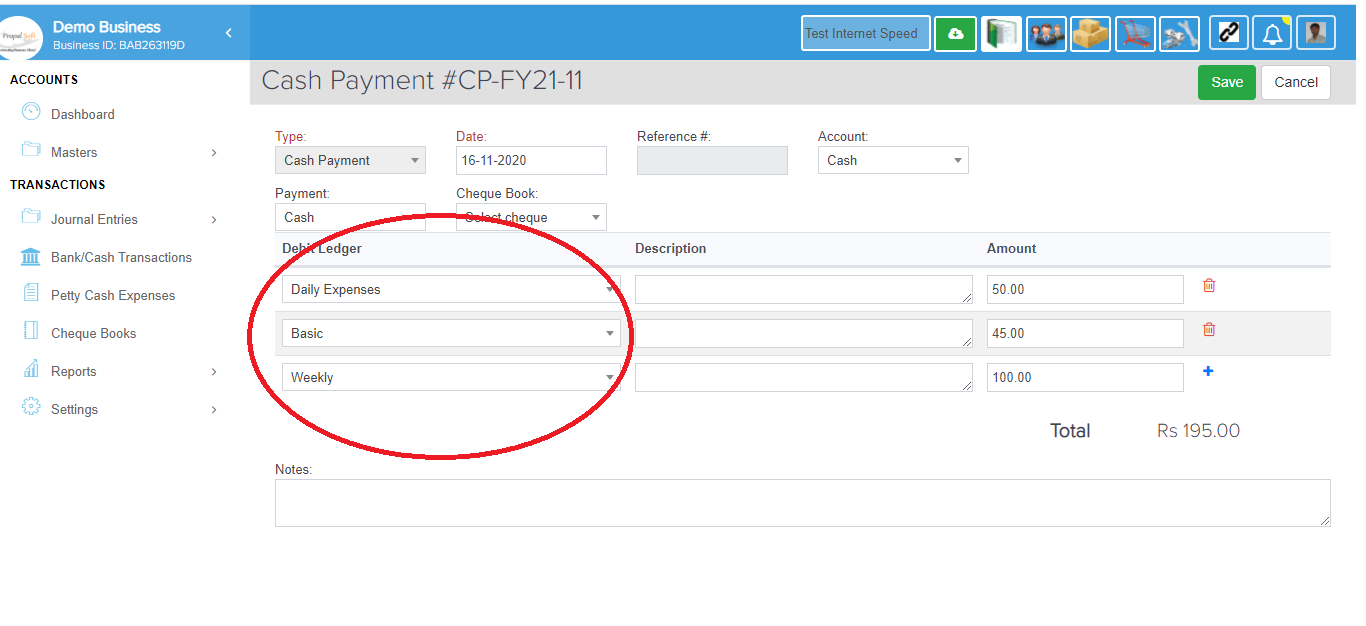 Demo Business
Business ID: BAB263119D
Test Internet Speed
ACCOUNTS
Dashboard
Masters
TRANSACTIONS
Journal Entries
Bank/Cash Transactions
Petty Cash Expenses
Cheque Books
Reports
Settings
Cash Payment #CP-FY21-11
Save Cancel
Type: Date: Reference #: Account:
Cash Payment 16-11-2020 Cash
Payment: Cheque Book:
Cash Select cheque
Debit Ledger Description Amount
Daily Expenses 50.00
Basic 45.00
Weekly 100.00
Total Rs 195.00
Notes: